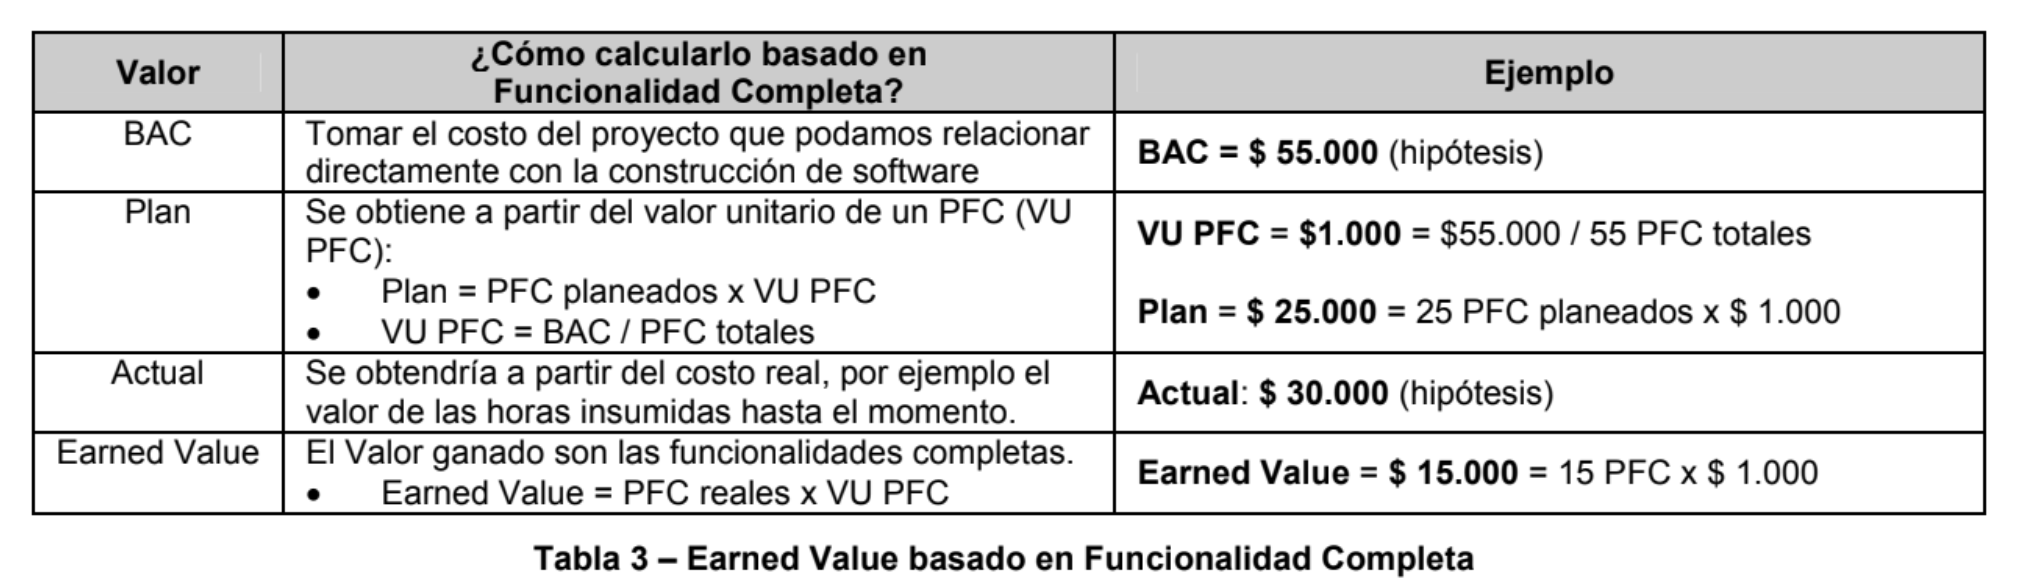 Valor
¿Cómo calcularlo basado en
Funcionalidad Completa?
Ejemplo
BAC
Tomar el costo del proyecto que podamos relacionar
directamente con la construcción de software
BAC = $ 55.000 (hipótesis)
Plan
Se obtiene a partir del valor unitario de un PFC (VU
PFC):
• Plan = PFC planeados x VU PFC
• VU PFC = BAC / PFC totales
VU PFC = $1.000 = $55.000 / 55 PFC totales
Plan = $ 25.000 = 25 PFC planeados x $ 1.000
Actual
Se obtendría a partir del costo real, por ejemplo el
valor de las horas insumidas hasta el momento.
Actual: $ 30.000 (hipótesis)
Earned Value
El Valor ganado son las funcionalidades completas.
• Earned Value = PFC reales x VU PFC
Earned Value = $ 15.000 = 15 PFC x $ 1.000
Tabla 3 – Earned Value basado en Funcionalidad Completa